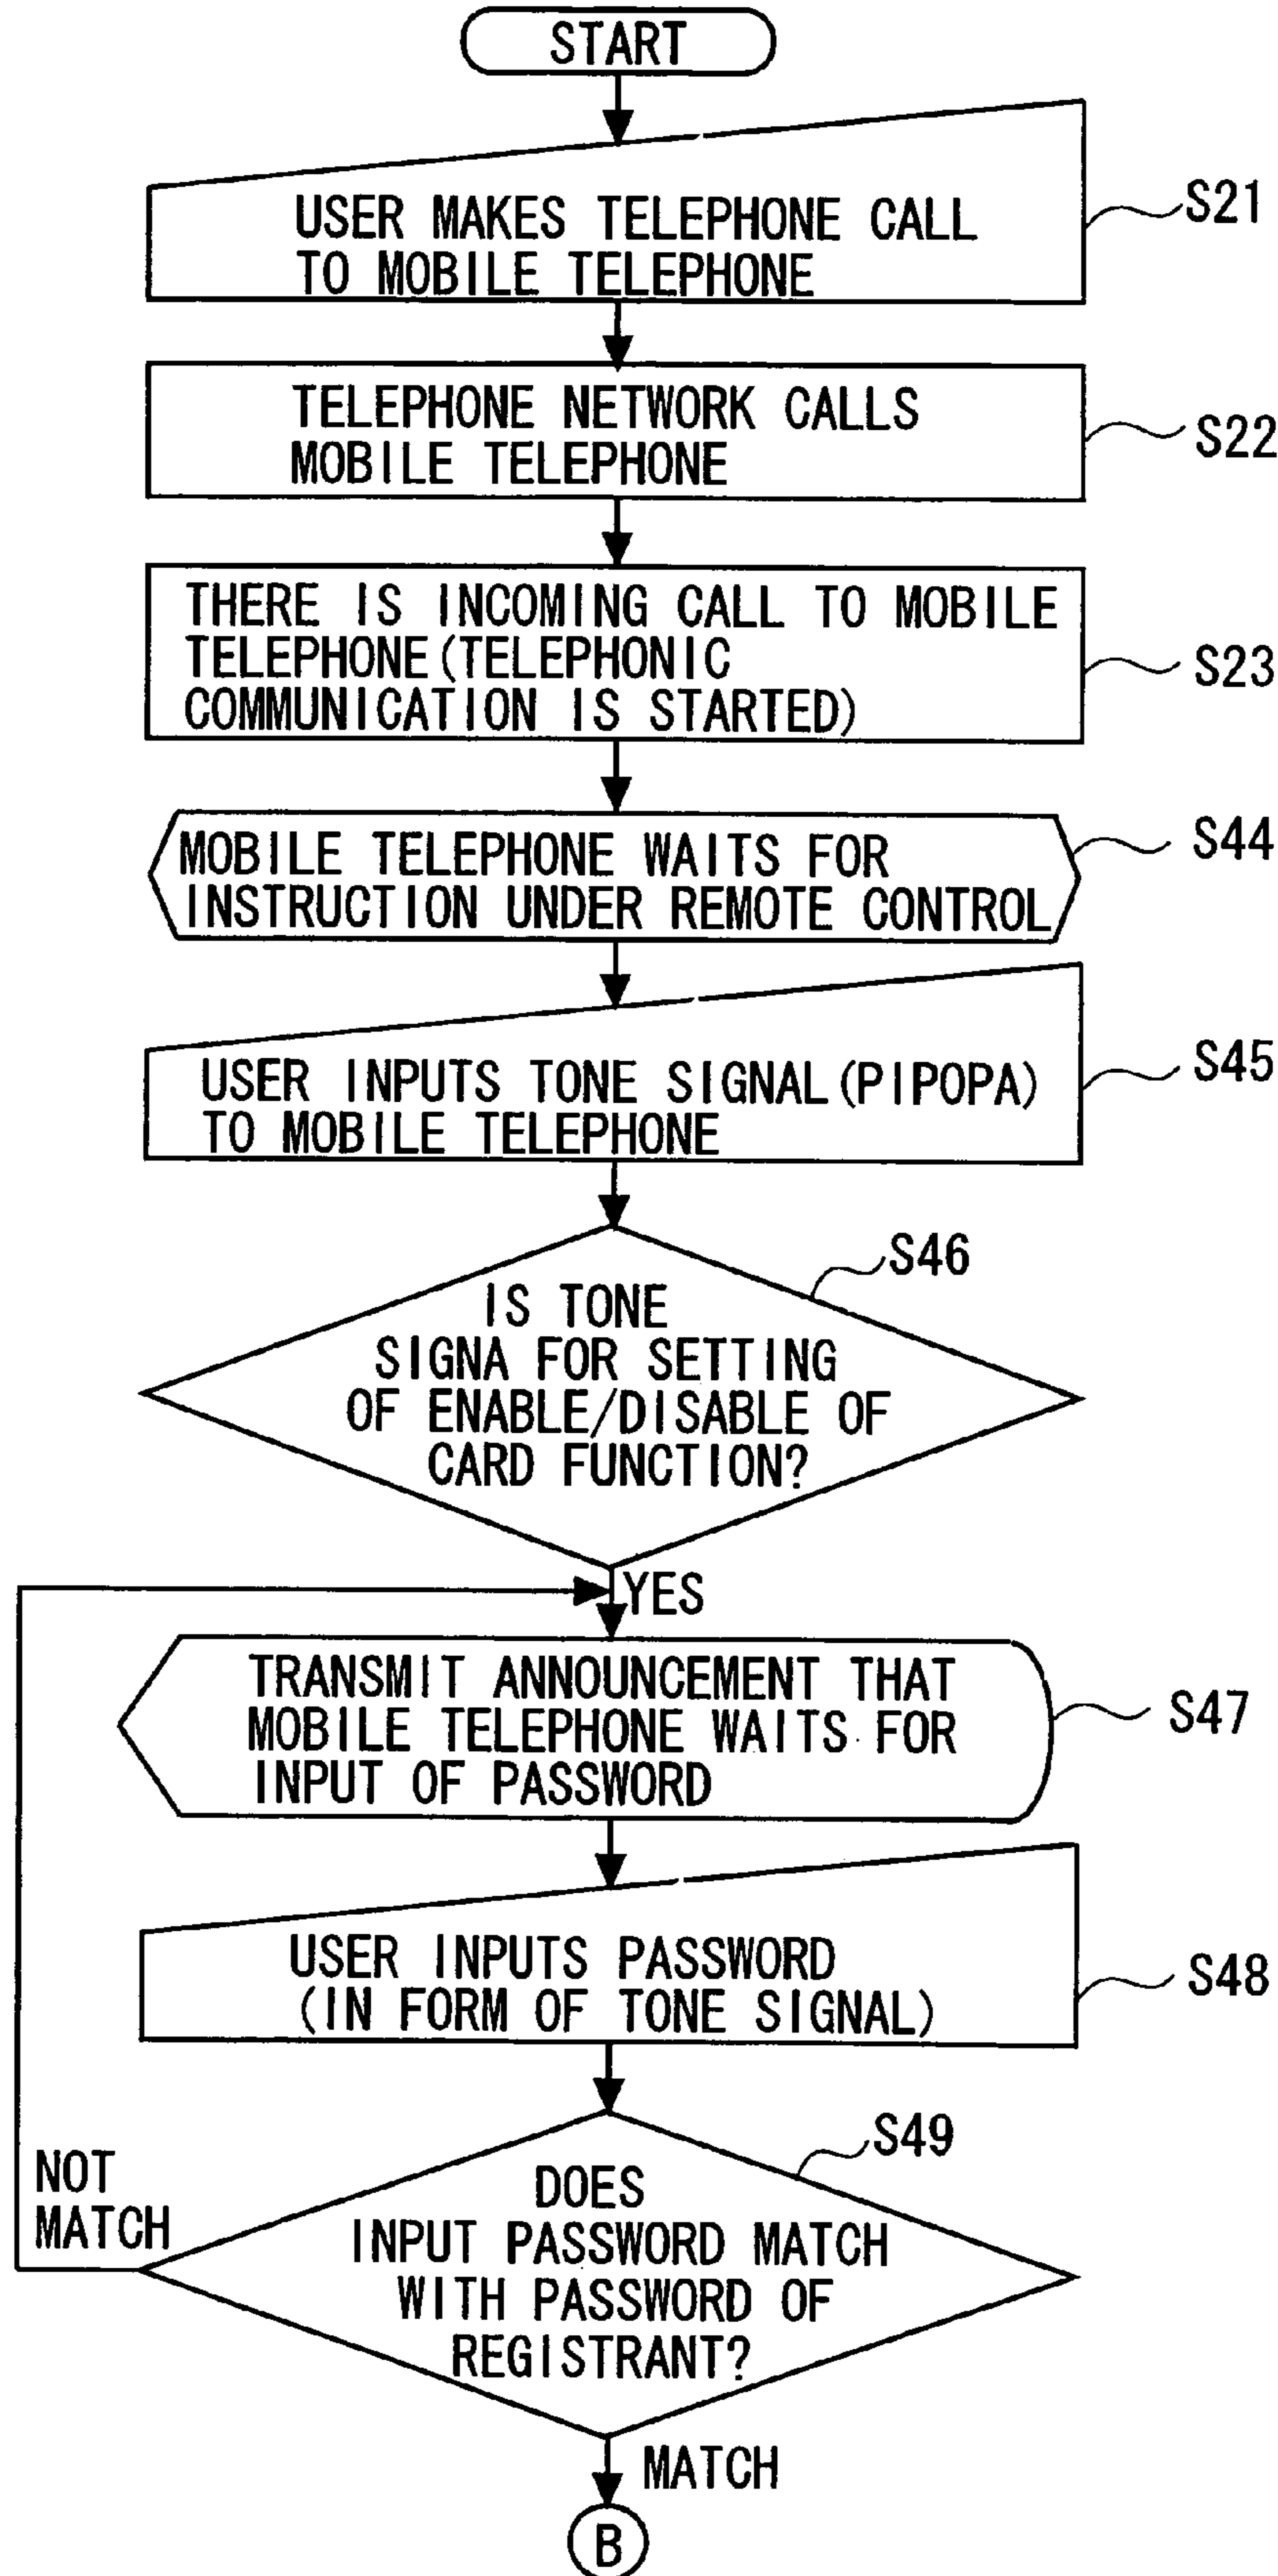 START
USER MAKES TELEPHONE CALL
TO MOBILE TELEPHONE
S21
TELEPHONE NETWORK CALLS
MOBILE TELEPHONE
S22
THERE IS INCOMING CALL TO MOBILE
TELEPHONE(TELEPHONIC
COMMUNICATION IS STARTED)
S23
MOBILE TELEPHONE WAITS FOR
INSTRUCTION UNDER REMOTE CONTROL
S44
USER INPUTS TONE SIGNAL(PIPOPA)
TO MOBILE TELEPHONE
S45
IS TONE
SIGNA FOR SETTING
OF ENABLE/DISABLE OF
CARD FUNCTION?
S46
YES
TRANSMIT ANNOUNCEMENT THAT
MOBILE TELEPHONE WAITS FOR
INPUT OF PASSWORD
S47
USER INPUTS PASSWORD
(IN FORM OF TONE SIGNAL)
S48
DOES
INPUT PASSWORD MATCH
WITH PASSWORD OF
REGISTRANT?
S49
NOT
MATCH
MATCH
B